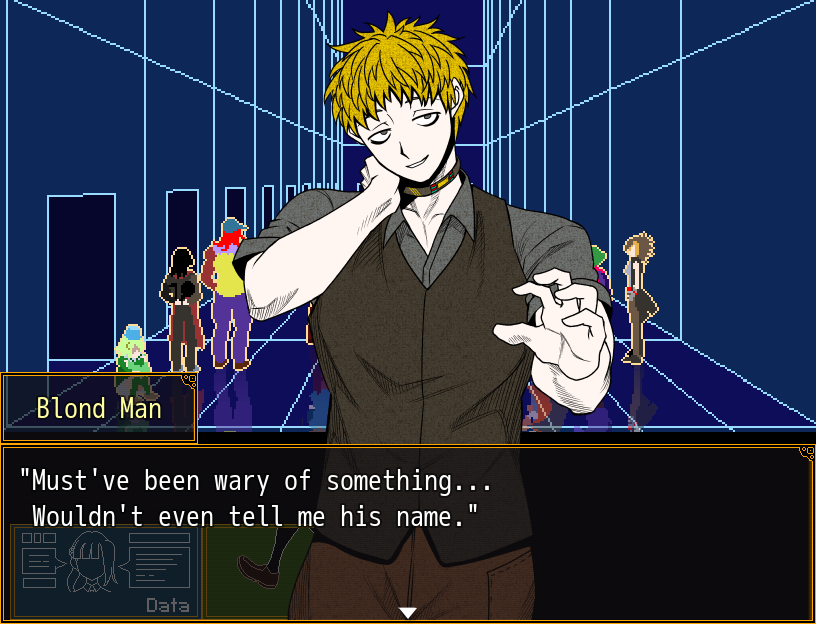 Blond Man
"Must've been wary of something...
Wouldn't even tell me his name."
Data